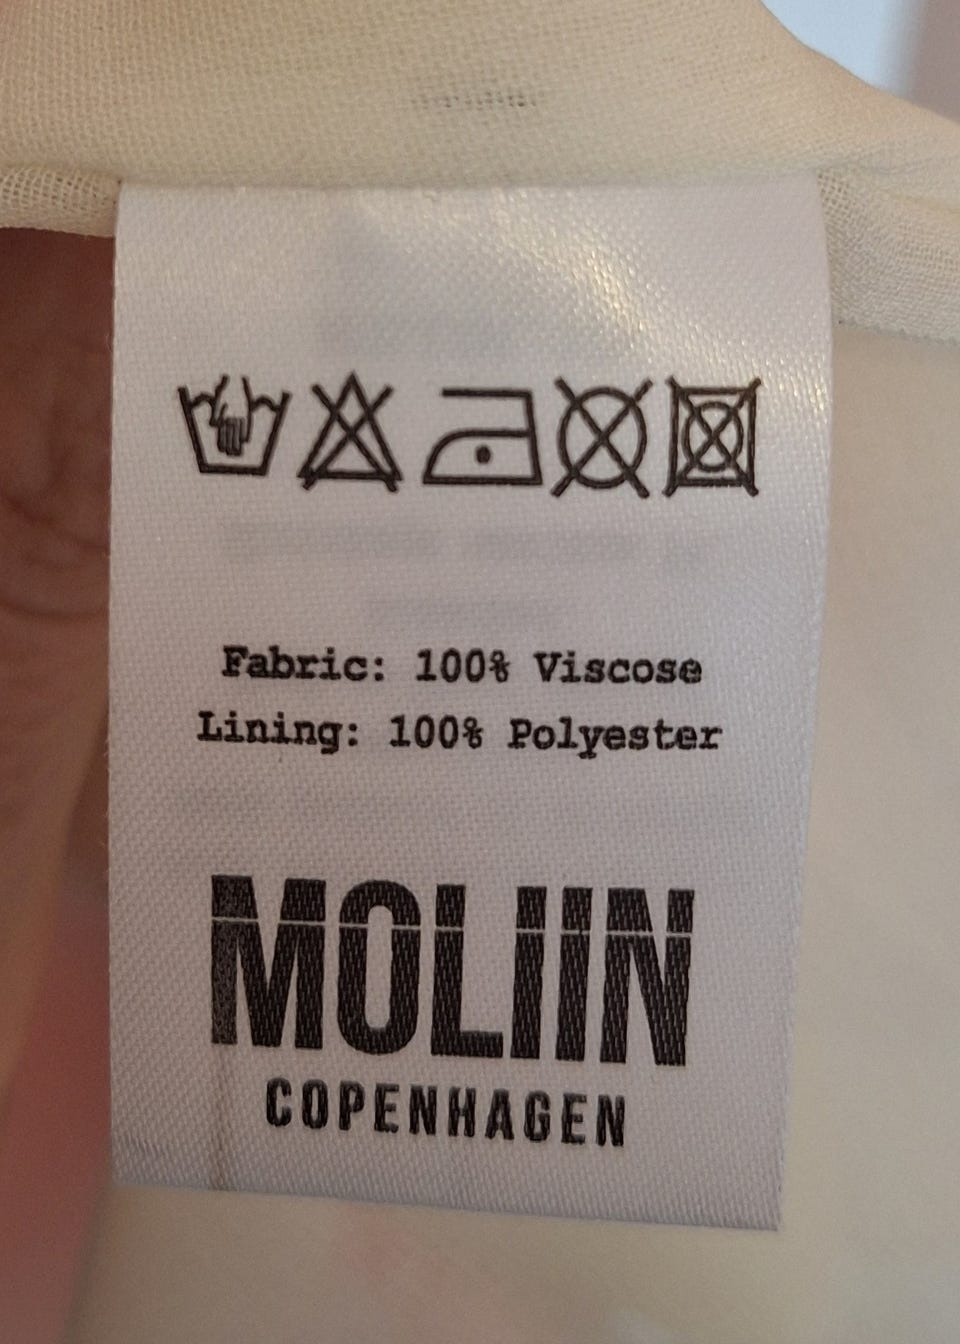 Fabric: 100% Viscose
Lining: 100% Polyester
MOLIIN
COPENHAGEN